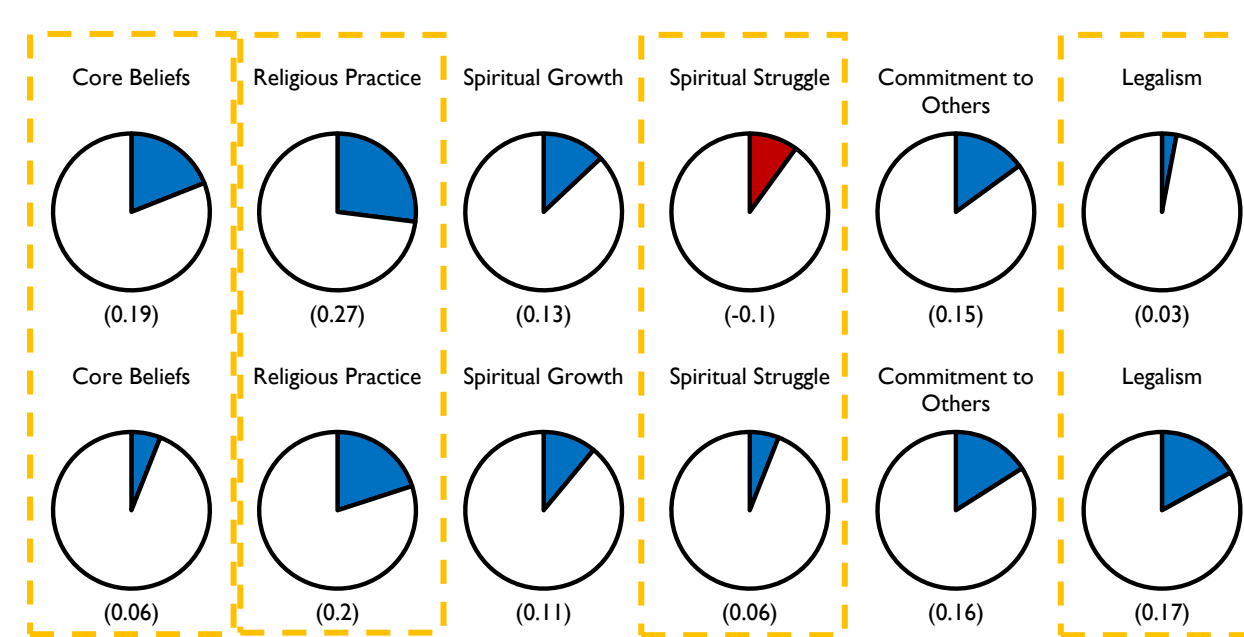 Core Beliefs
Religious Practice
Spiritual Growth
Spiritual Struggle
Commitment to
Others
Legalism
(0.19)
(0.27)
(0.13)
(-0.1)
(0.15)
(0.03)
Core Beliefs
Religious Practice
Spiritual Growth
Spiritual Struggle
Commitment to
Others
Legalism
(0.06)
(0.2)
(0.11)
(0.06)
(0.16)
(0.17)